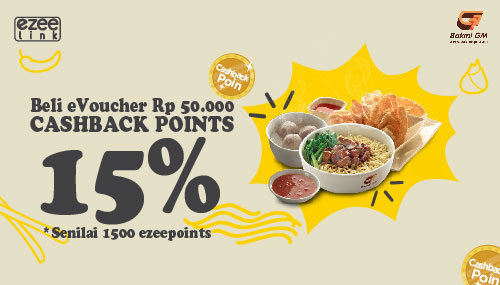 ezee
link
Bakmi GM
Cashback
Poin
Beli eVoucher Rp 50.000
CASHBACK POINTS
15%
*Senilai 1500 ezeepoints
Cashback
Poin